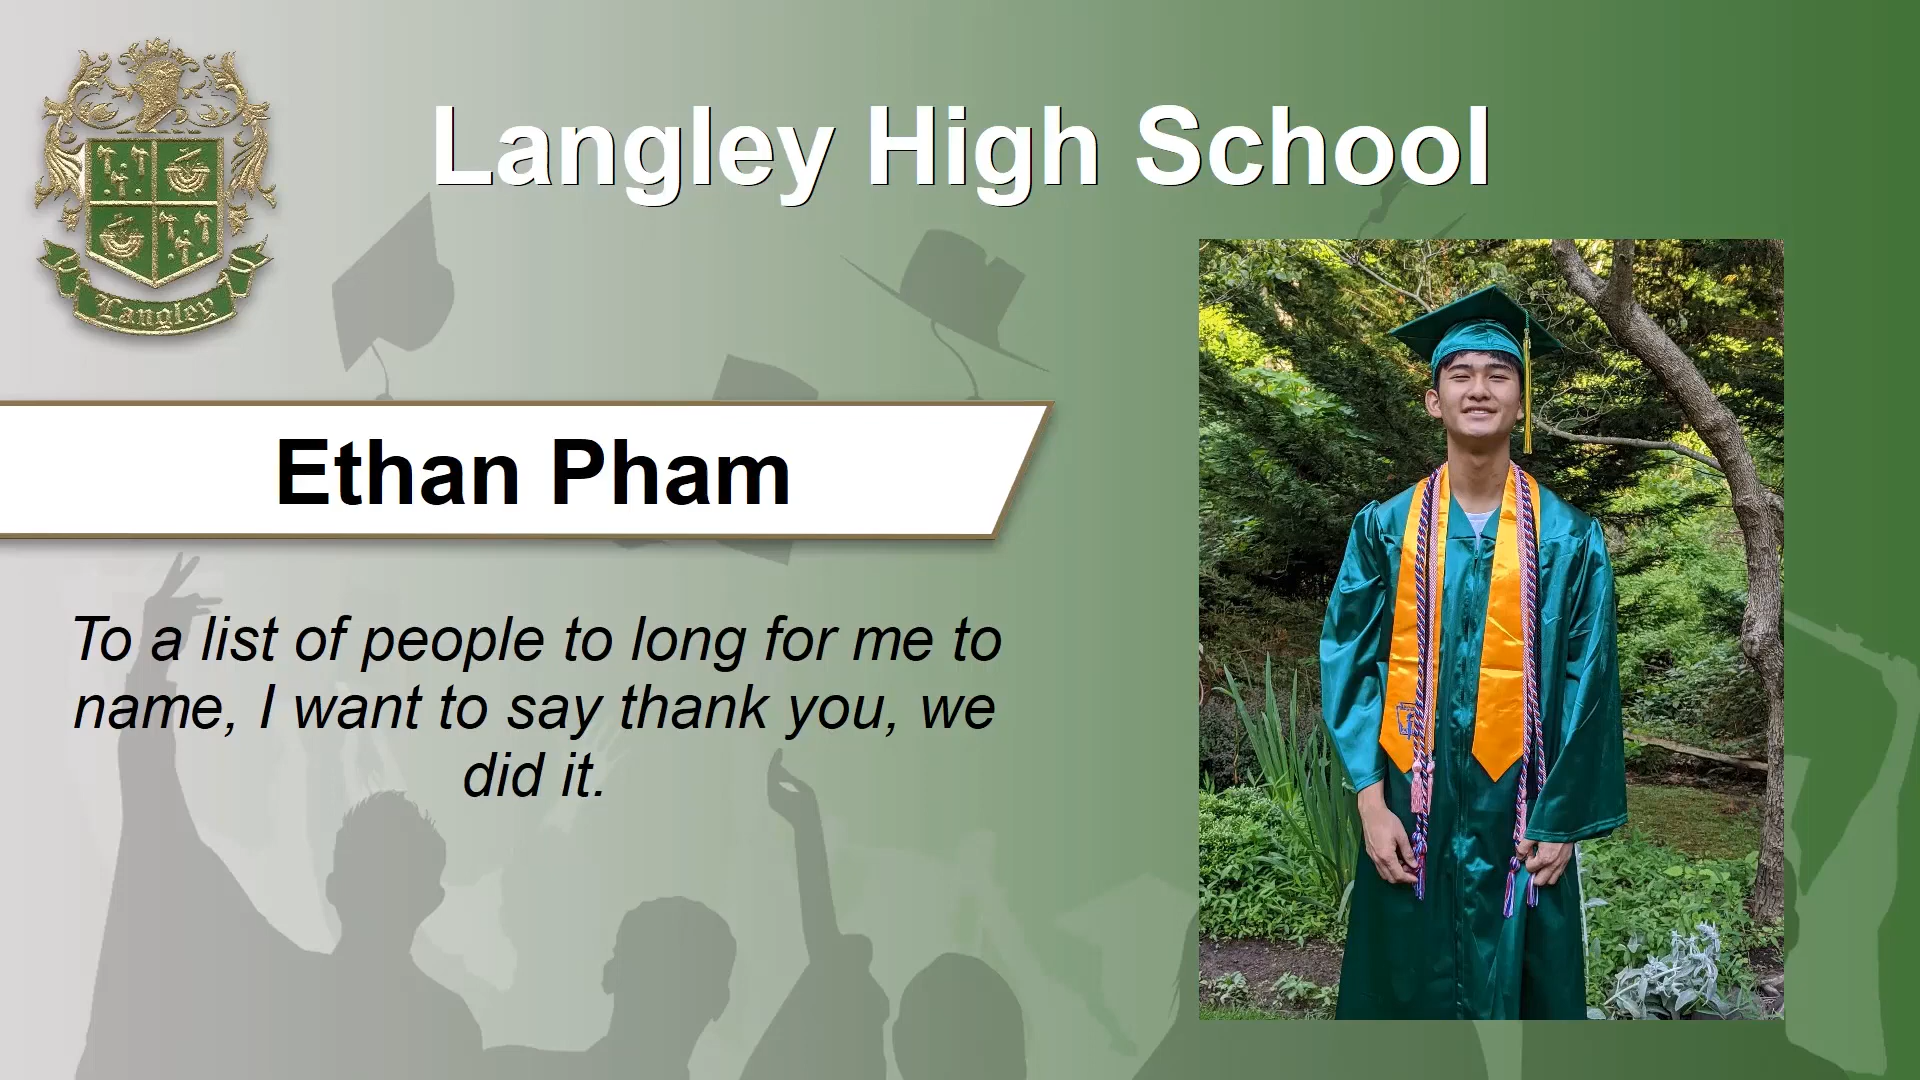 Langley High School
Langley
Ethan Pham
To a list of people to long for me to
name, I want to say thank you, we
did it.